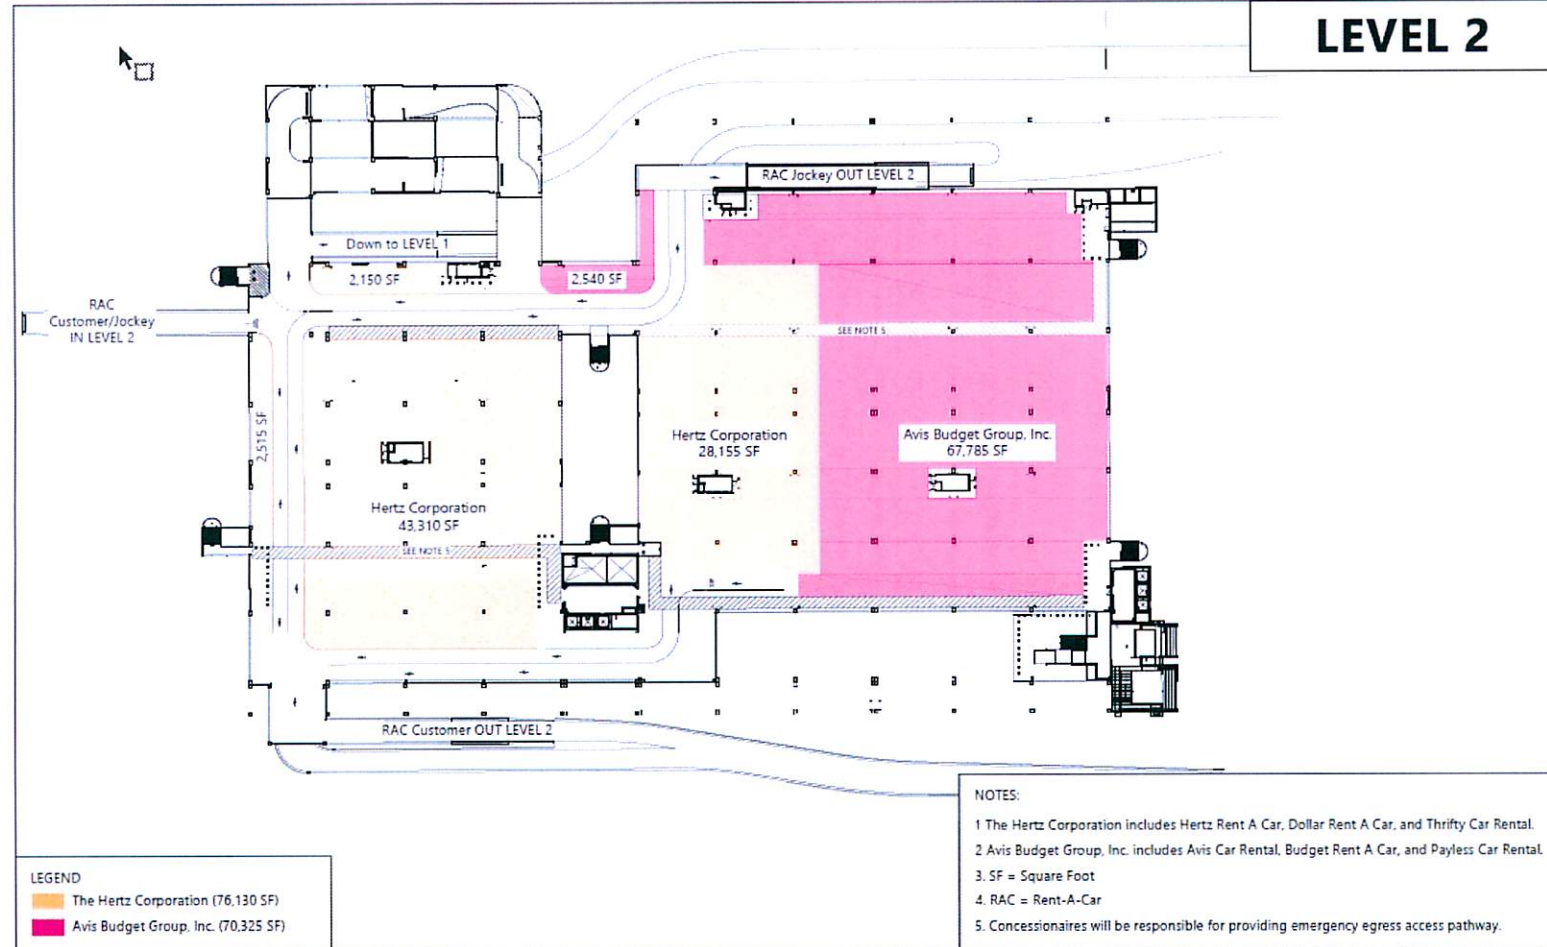 LEVEL 2
RAC Jockey OUT LEVEL 2
Down to LEVEL 1
2,150 SF
2,540 SF
RAC
Customer/Jockey
IN LEVEL 2
SEE NOTE 5
2,515 SF
Hertz Corporation
28,155 SF
Avis Budget Group, Inc.
67,785 SF
Hertz Corporation
43,310 SF
SEE NOTE 5
RAC Customer OUT LEVEL 2
NOTES:
1 The Hertz Corporation includes Hertz Rent A Car, Dollar Rent A Car, and Thrifty Car Rental.
2 Avis Budget Group, Inc. includes Avis Car Rental, Budget Rent A Car, and Payless Car Rental.
3. SF = Square Foot
4. RAC = Rent-A-Car
5. Concessionaires will be responsible for providing emergency egress access pathway.
LEGEND
The Hertz Corporation (76,130 SF)
Avis Budget Group, Inc. (70,325 SF)